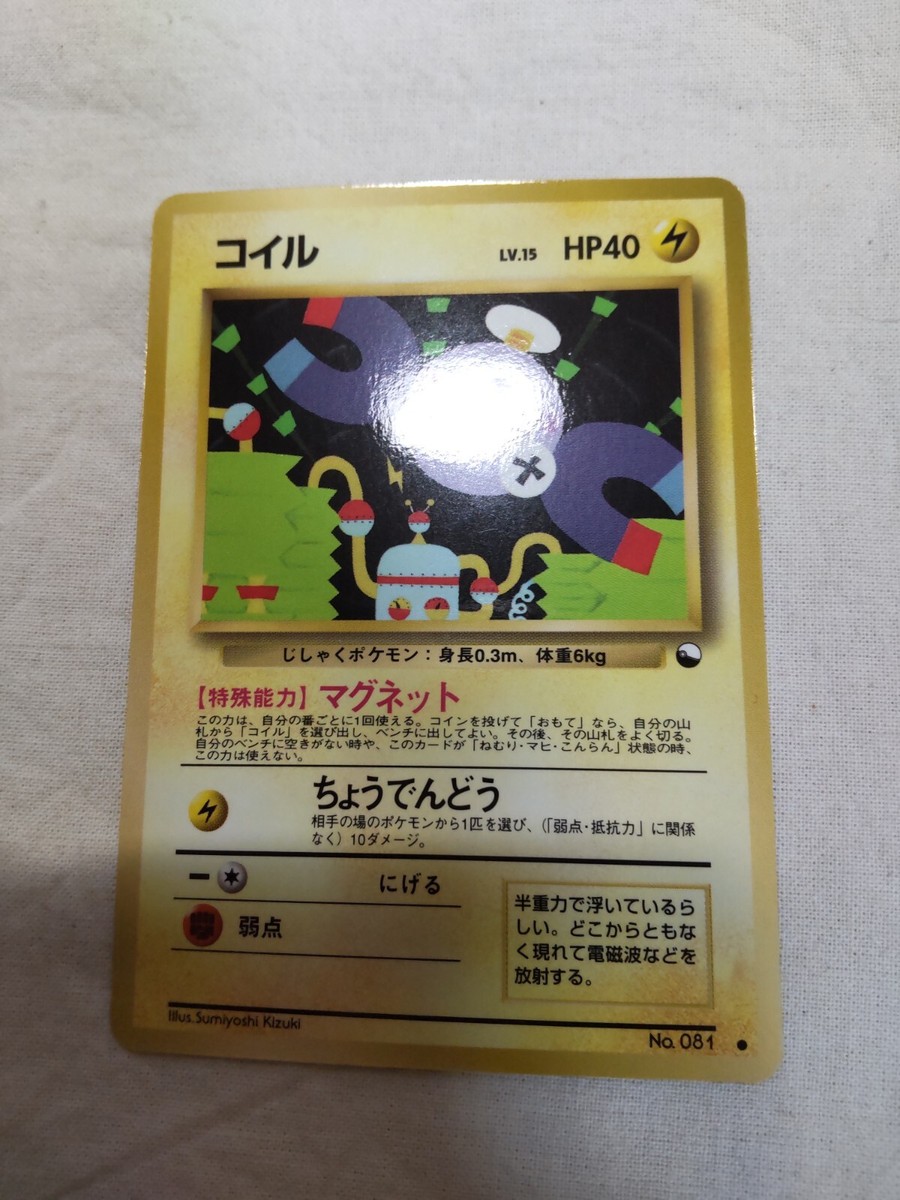 コイル LV.15 HP40
じしゃくポケモン：身長0.3m、体重6kg
【特殊能力】マグネット
この力は、自分の番ごとに1回使える。コインを投げて「おもて」なら、自分の山
札から「コイル」を選び出し、ベンチに出してよい。その後、その山札をよく切る。
自分のベンチに空きがない時や、このカードが「ねむり・マヒ・こんらん」状態の時、
この力は使えない。
ちょうでんどう
相手の場のポケモンから1匹を選び、（「弱点・抵抗力」に関係
なく）10ダメージ。
にげる
弱点
半重力で浮いているら
しい。どこからともな
く現れて電磁波などを
放射する。
Illus.Sumiyoshi Kizuki
No. 081